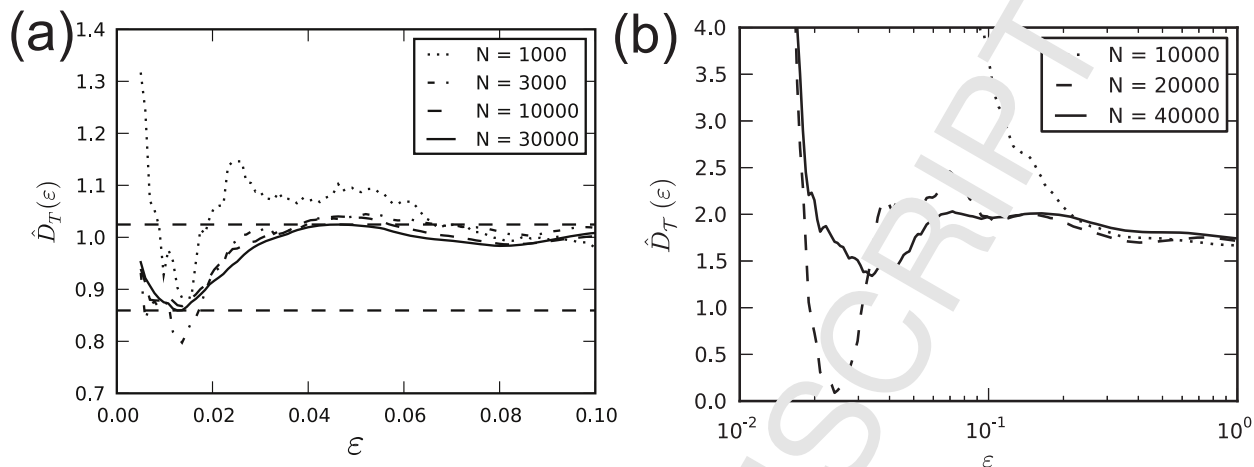 (a)
1.4
1.3
1.2
1.1
1.0
0.9
0.8
0.7
D̂_T(ε)
N = 1000
N = 3000
N = 10000
N = 30000
0.00 0.02 0.04 0.06 0.08 0.10
ε
(b)
4.0
3.5
3.0
2.5
2.0
1.5
1.0
0.5
0.0
D̂_𝒯(ε)
N = 10000
N = 20000
N = 40000
10⁻² 10⁻¹ 10⁰
ε
SCRIPT